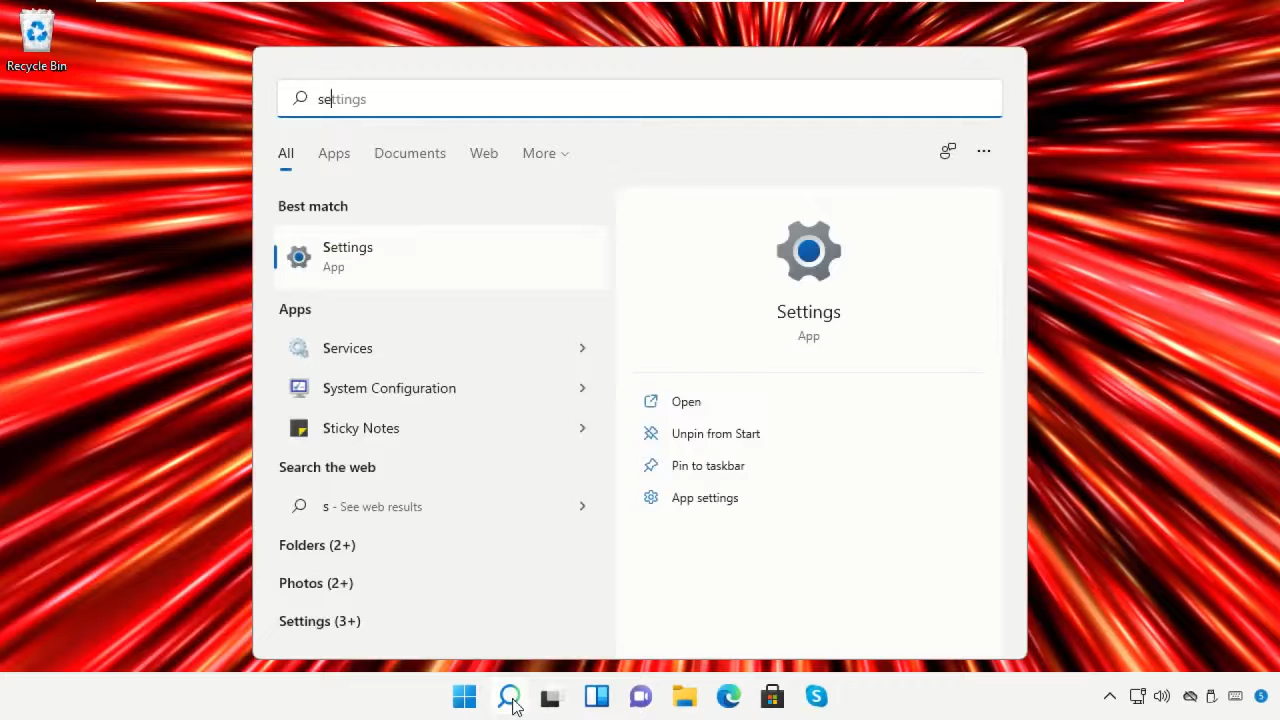 Recycle Bin
settings
All Apps Documents Web More
Best match
Settings
App
Apps
Services
System Configuration
Sticky Notes
Search the web
s - See web results
Folders (2+)
Photos (2+)
Settings (3+)
Settings
App
Open
Unpin from Start
Pin to taskbar
App settings
S
5